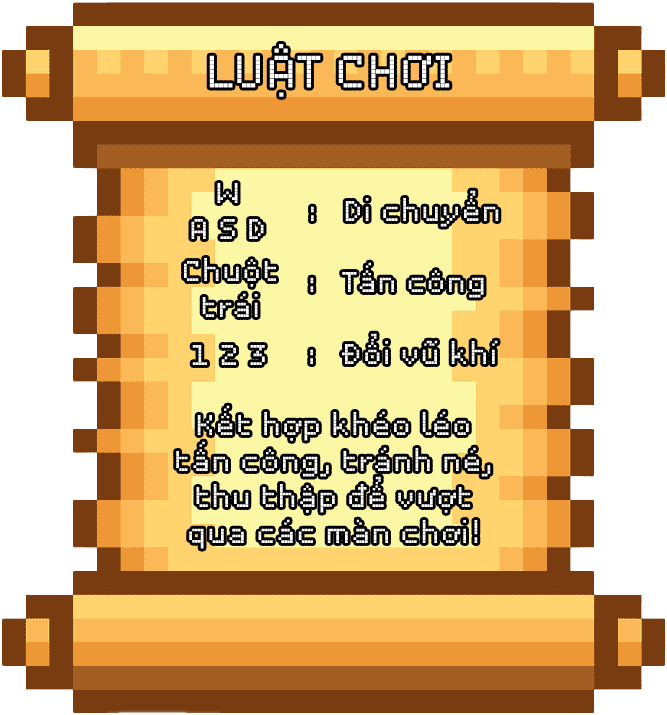 LUẬT CHƠI
W
A S D : Di chuyển
Chuột
trái : Tấn công
1 2 3 : Đổi vũ khí
Kết hợp khéo léo
tấn công, tránh né,
thu thập để vượt
qua các màn chơi!